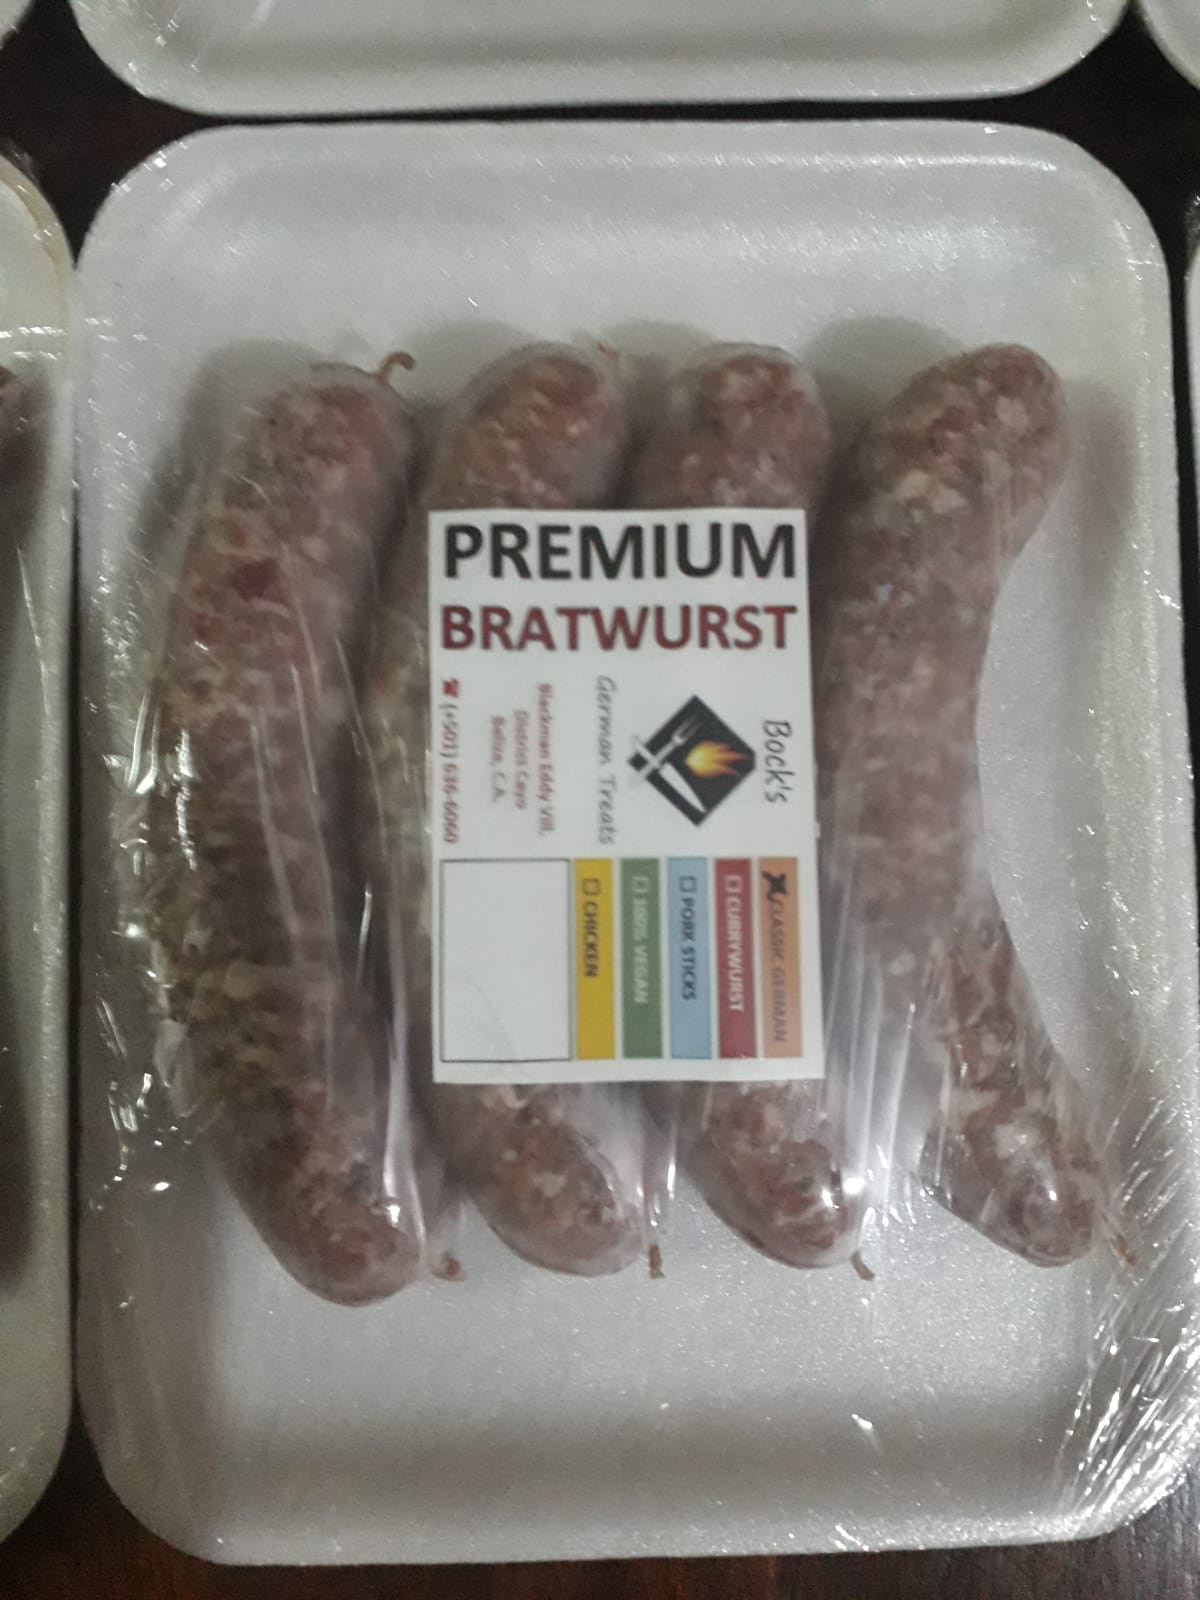 PREMIUM
BRATWURST
Bock's
German Treats
Blackman Eddy Vill,
District Cayo
Belize, C.A.
☎ (+501) 636-6060
X CLASSIC GERMAN
☐ CURRYWURST
☐ PORK STICKS
☐ 100% VEGAN
☐ CHICKEN